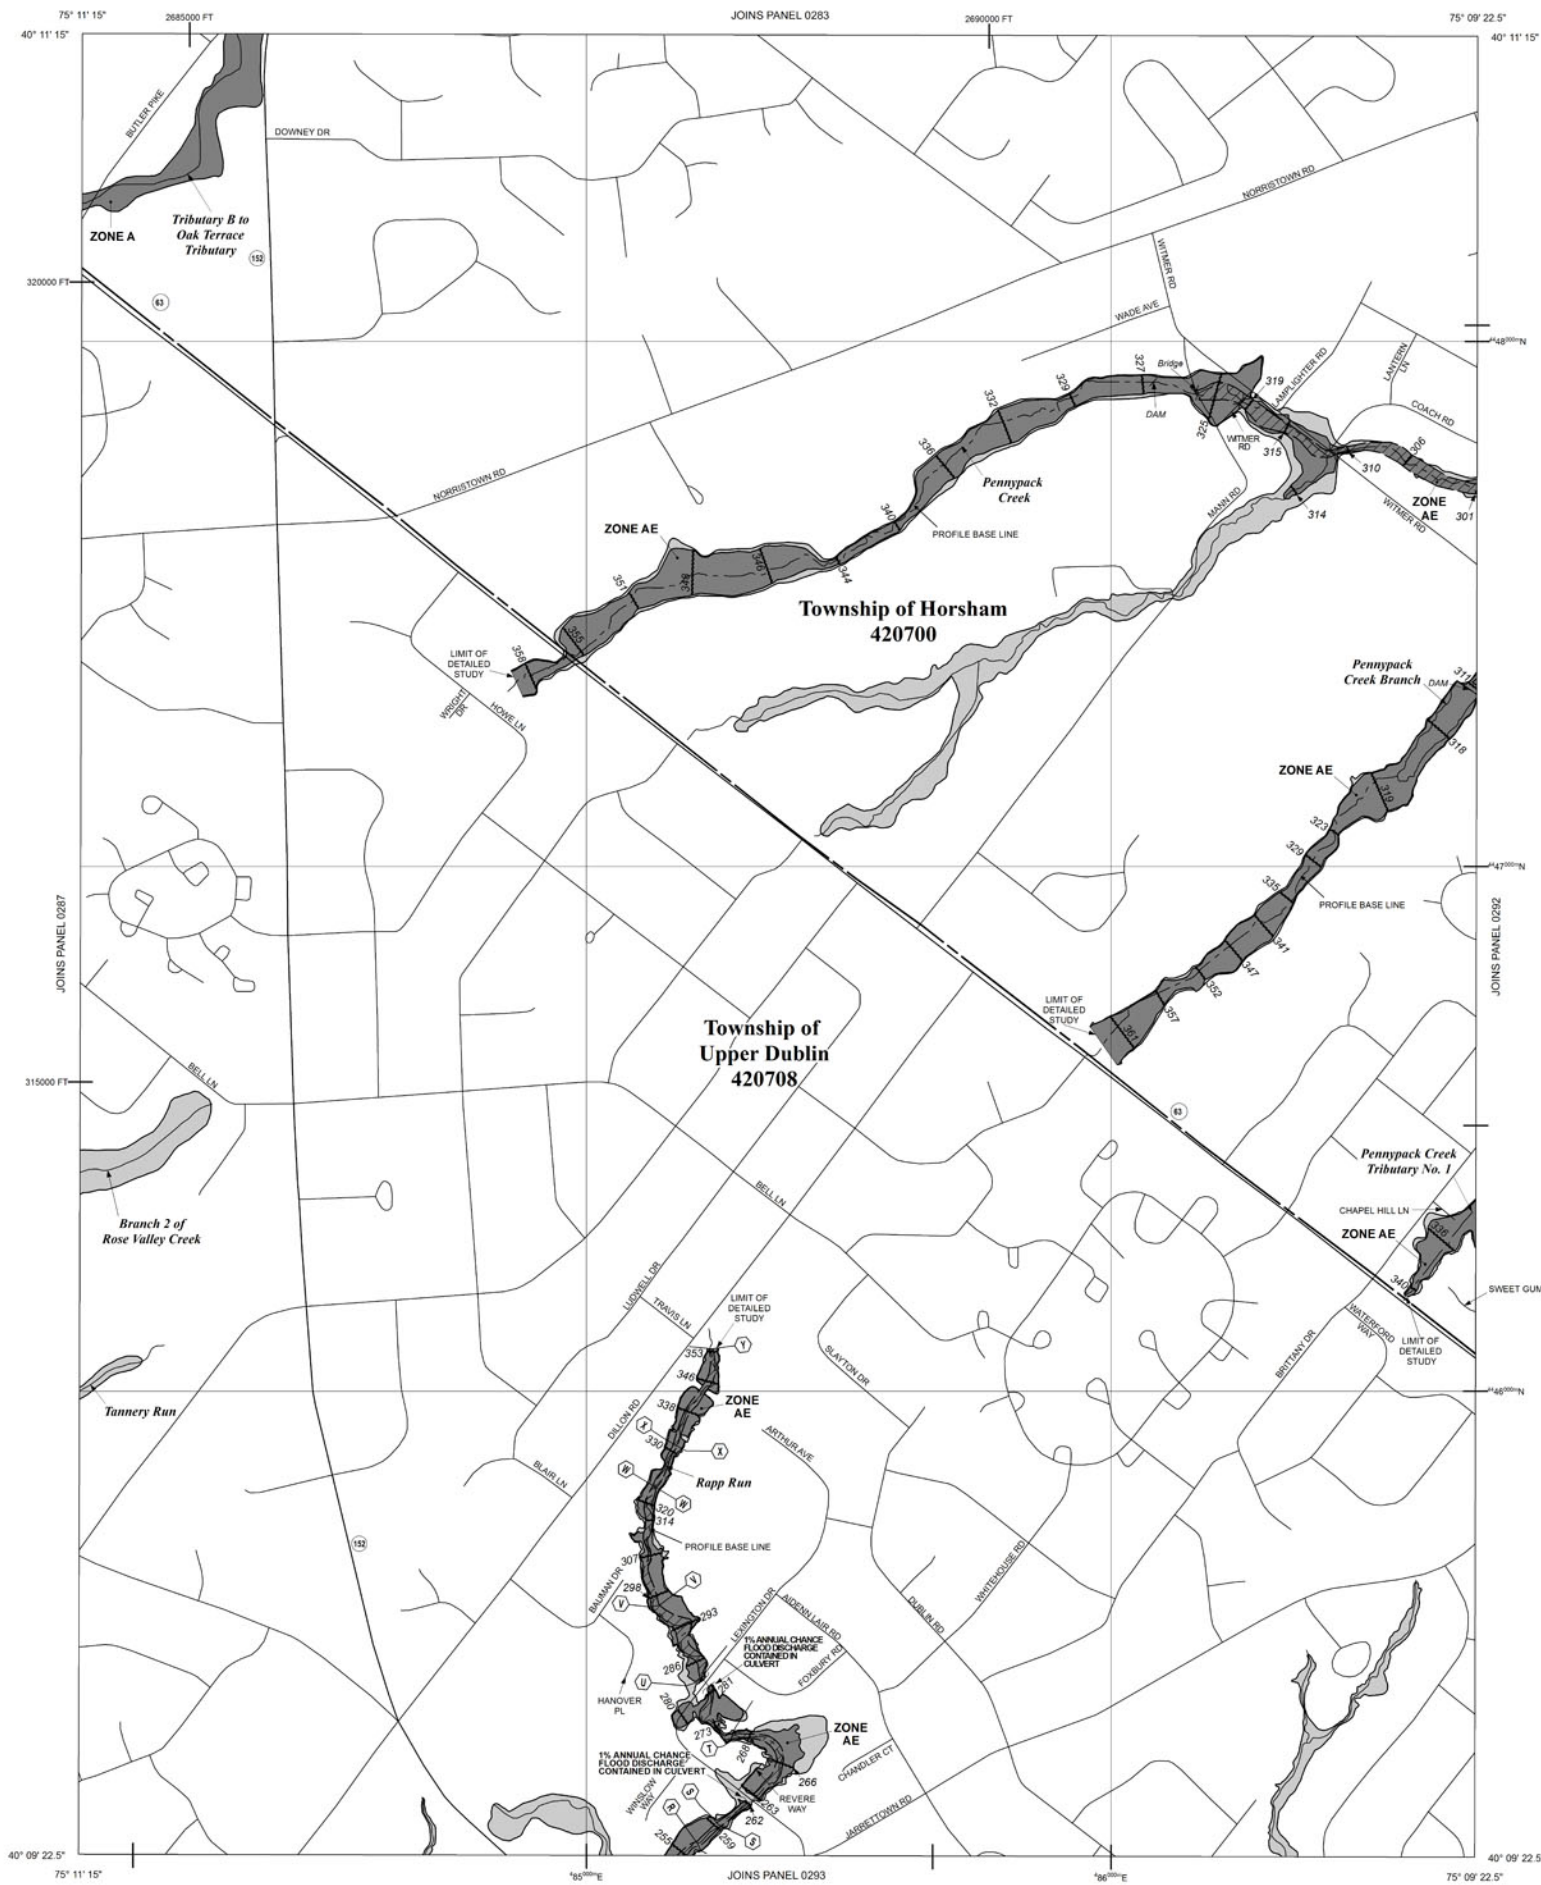 75° 11' 15"
2685000 FT
JOINS PANEL 0283
2690000 FT
75° 09' 22.5"
40° 11' 15"
40° 11' 15"
BUTLER PIKE
DOWNEY DR
NORRISTOWN RD
Tributary B to
Oak Terrace
Tributary
ZONE A
152
WITMER RD
320000 FT
63
WADE AVE
4448000mN
Bridge
327
329
319
LAMPLIGHTER RD
LANTERN
LN
332
DAM
325
COACH RD
WITMER
RD
315
306
310
336
NORRISTOWN RD
Pennypack
Creek
MANN RD
ZONE
AE
301
WITMER RD
314
340
PROFILE BASE LINE
ZONE AE
346
344
349
351
Township of Horsham
420700
355
358
LIMIT OF
DETAILED
STUDY
WRIGHT
DR
HOWE LN
Pennypack
Creek Branch
DAM
311
318
ZONE AE
319
323
329
4447000mN
335
PROFILE BASE LINE
JOINS PANEL 0287
JOINS PANEL 0292
341
347
352
357
LIMIT OF
DETAILED
STUDY
361
Township of
Upper Dublin
420708
315000 FT
BELL LN
63
Pennypack Creek
Tributary No. 1
BELL LN
CHAPEL HILL LN
ZONE AE
336
340
Branch 2 of
Rose Valley Creek
LUDWELL DR
TRAVIS LN
LIMIT OF
DETAILED
STUDY
SWEET GUM
WATERFORD
WAY
LIMIT OF
DETAILED
STUDY
BRITTANY DR
353
Y
SLAYTON DR
346
4446000mN
Tannery Run
338
ZONE
AE
DILLON RD
X
330
X
ARTHUR AVE
BLAIR LN
W
Rapp Run
W
320
314
152
PROFILE BASE LINE
307
WHITEHOUSE RD
BAUMAN DR
298
V
V
293
LEXINGTON DR
AIDENN LAIR RD
DUBLIN RD
1% ANNUAL CHANCE
FLOOD DISCHARGE
CONTAINED IN
CULVERT
FOXBURY RD
286
U
281
HANOVER
PL
280
273
T
268
ZONE
AE
1% ANNUAL CHANCE
FLOOD DISCHARGE
CONTAINED IN CULVERT
CHANDLER CT
266
WINSLOW
WAY
S
R
263
REVERE
WAY
262
JARRETTOWN RD
255
259
S
40° 09' 22.5"
40° 09' 22.5
75° 11' 15"
485000mE
JOINS PANEL 0293
486000mE
75° 09' 22.5"